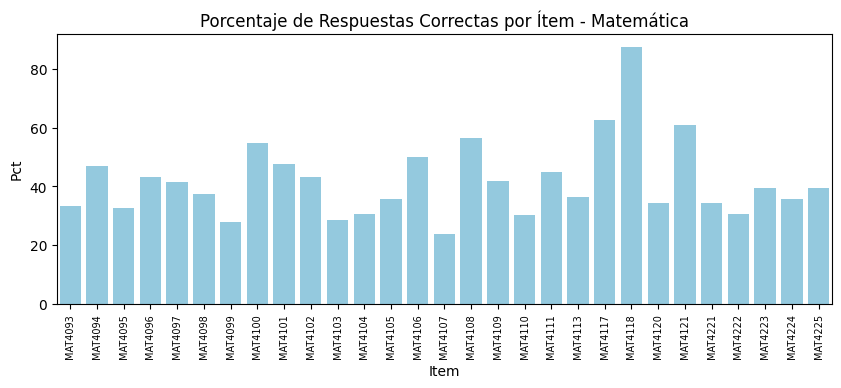 Porcentaje de Respuestas Correctas por Ítem - Matemática
Pct
80
60
40
20
0
MAT4093
MAT4094
MAT4095
MAT4096
MAT4097
MAT4098
MAT4099
MAT4100
MAT4101
MAT4102
MAT4103
MAT4104
MAT4105
MAT4106
MAT4107
MAT4108
MAT4109
MAT4110
MAT4111
MAT4113
MAT4117
MAT4118
MAT4120
MAT4121
MAT4221
MAT4222
MAT4223
MAT4224
MAT4225
Item